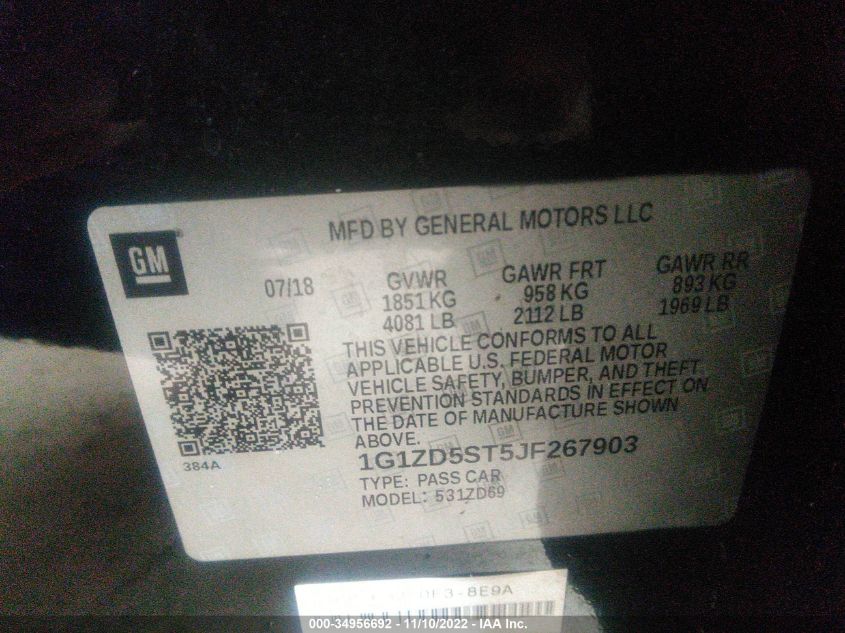 MFD BY GENERAL MOTORS LLC
GM
07/18
GVWR GAWR FRT GAWR RR
1851 KG 958 KG 893 KG
4081 LB 2112 LB 1969 LB
THIS VEHICLE CONFORMS TO ALL
APPLICABLE U.S. FEDERAL MOTOR
VEHICLE SAFETY, BUMPER, AND THEFT
PREVENTION STANDARDS IN EFFECT ON
THE DATE OF MANUFACTURE SHOWN
ABOVE.
384A
1G1ZD5ST5JF267903
TYPE: PASS CAR
MODEL: 531ZD69
000-34956692 - 11/10/2022 - IAA Inc.